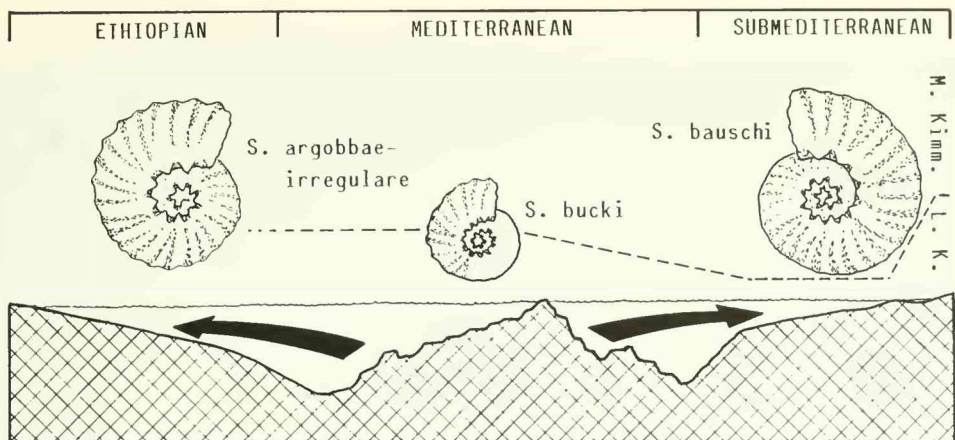 ETHIOPIAN MEDITERRANEAN SUBMEDITERRANEAN
S. argobbae-
irregulare
S. bucki
S. bauschi
M. Kimm.
L. K.